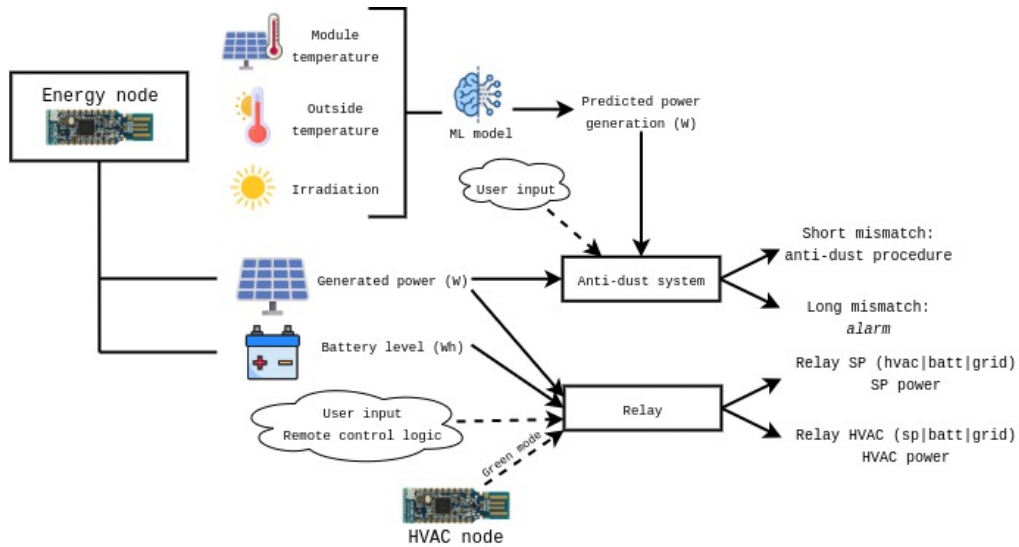 Energy node
Module
temperature
Outside
temperature
Irradiation
ML model
Predicted power
generation (W)
User input
Generated power (W)
Battery level (Wh)
Anti-dust system
Short mismatch:
anti-dust procedure
Long mismatch:
alarm
User input
Remote control logic
Green mode
HVAC node
Relay
Relay SP (hvac|batt|grid)
SP power
Relay HVAC (sp|batt|grid)
HVAC power